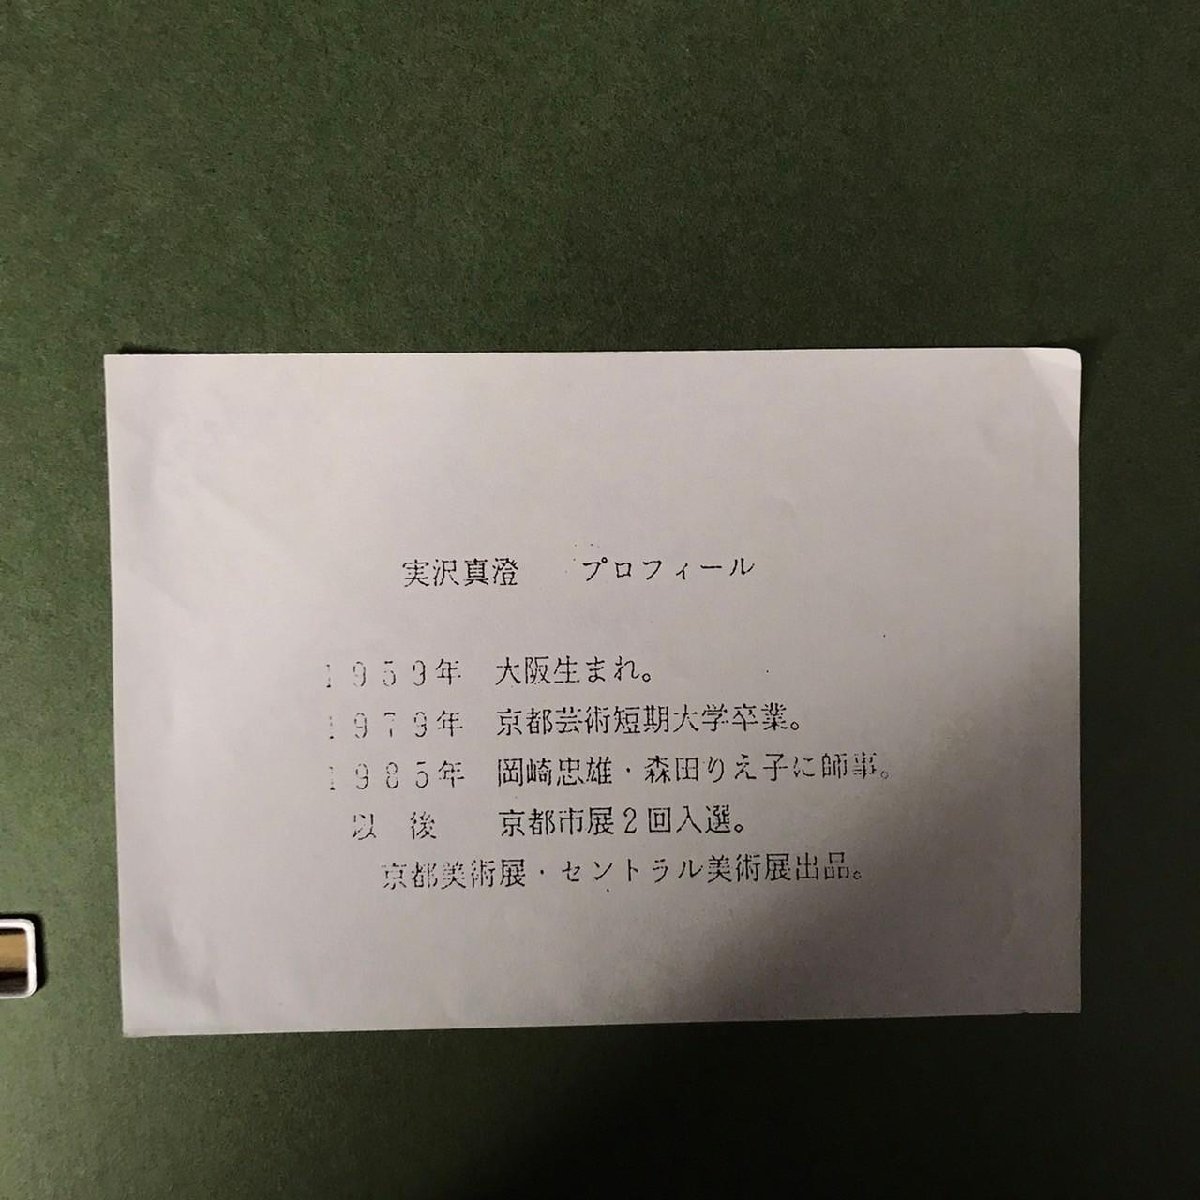 実沢真澄　プロフィール
1959年　大阪生まれ。
1979年　京都芸術短期大学卒業。
1985年　岡崎忠雄・森田りえ子に師事。
以　後　京都市展2回入選。
京都美術展・セントラル美術展出品。